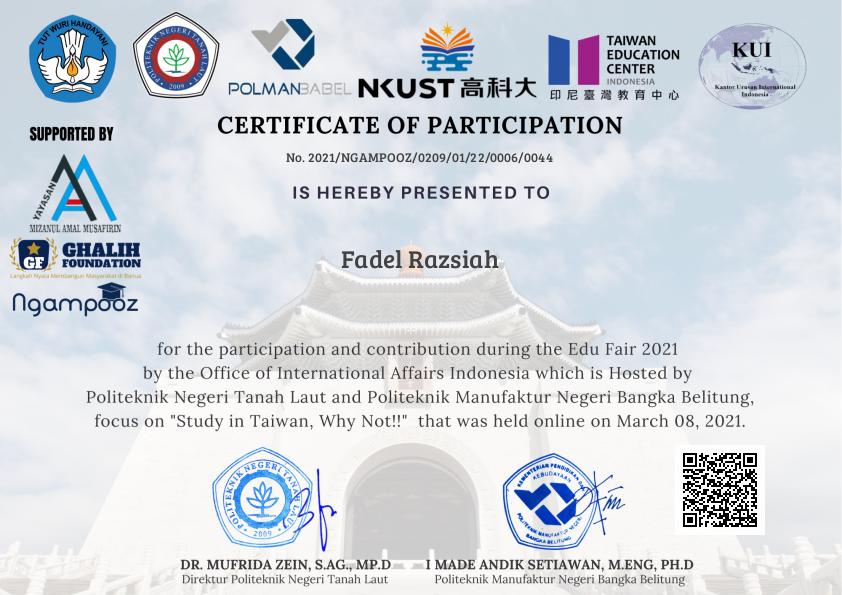 TUT WURI HANDAYANI
POLITEKNIK NEGERI TANAH LAUT
2009
POLMANBABEL
NKUST 高科大
TAIWAN
EDUCATION
CENTER
INDONESIA
印尼臺灣教育中心
KUI
Kantor Urusan International
Indonesia
SUPPORTED BY
CERTIFICATE OF PARTICIPATION
No. 2021/NGAMPOOZ/0209/01/22/0006/0044
IS HEREBY PRESENTED TO
YAYASAN
MIZANUL AMAL MUSAFIRIN
GF
GHALIH
FOUNDATION
Langkah Nyata Membangun Masyarakat di Banua
Ngampooz
Fadel Razsiah
for the participation and contribution during the Edu Fair 2021
by the Office of International Affairs Indonesia which is Hosted by
Politeknik Negeri Tanah Laut and Politeknik Manufaktur Negeri Bangka Belitung,
focus on "Study in Taiwan, Why Not!!" that was held online on March 08, 2021.
POLITEKNIK NEGERI TANAH LAUT
2009
KEMENTERIAN PENDIDIKAN DAN
KEBUDAYAAN
POLITEKNIK MANUFAKTUR NEGERI
BANGKA BELITUNG
DR. MUFRIDA ZEIN, S.AG., MP.D
Direktur Politeknik Negeri Tanah Laut
I MADE ANDIK SETIAWAN, M.ENG, PH.D
Politeknik Manufaktur Negeri Bangka Belitung